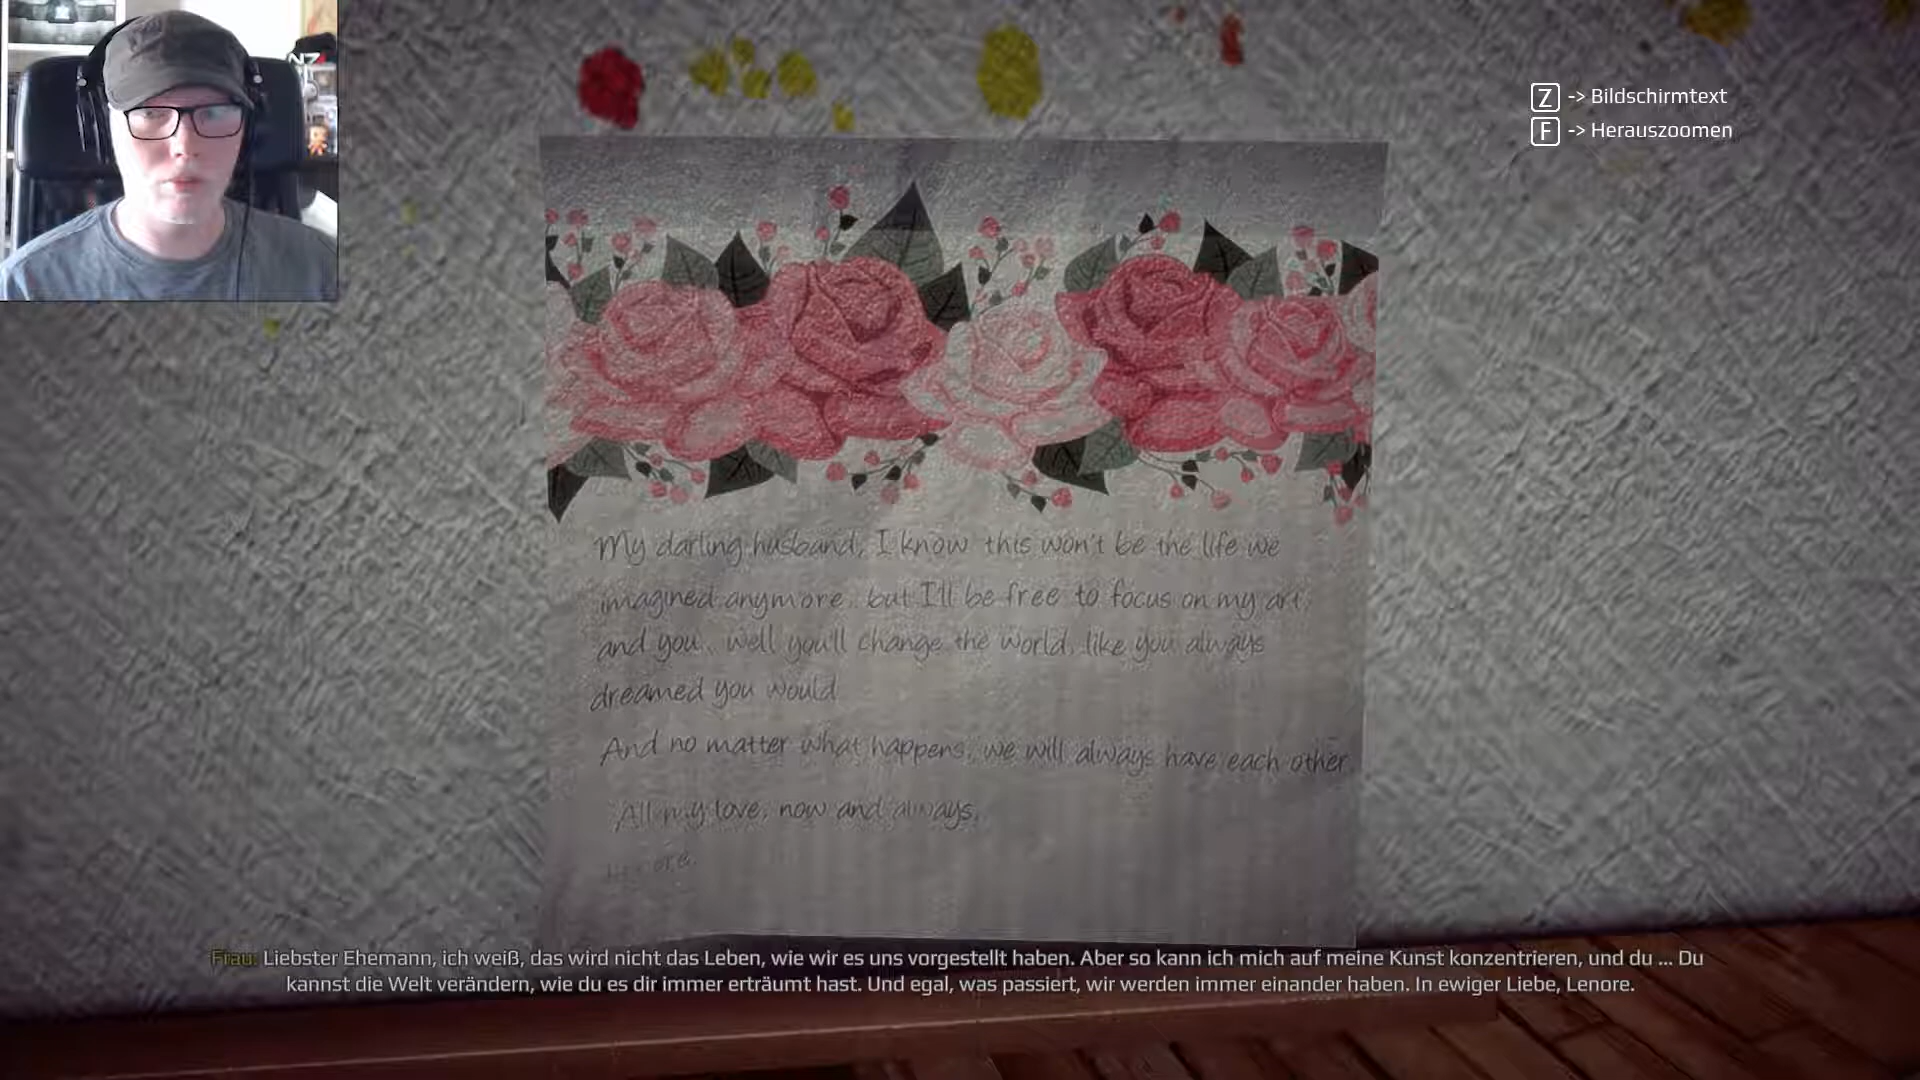 N7
Z -> Bildschirmtext
F -> Herauszoomen
My darling husband, I know this won't be the life we
imagined anymore, but I'll be free to focus on my art,
and you.. well you'll change the world, like you always
dreamed you would
And no matter what happens, we will always have each other.
All my love, now and always,
Frau: Liebster Ehemann, ich weiß, das wird nicht das Leben, wie wir es uns vorgestellt haben. Aber so kann ich mich auf meine Kunst konzentrieren, und du ... Du
kannst die Welt verändern, wie du es dir immer erträumt hast. Und egal, was passiert, wir werden immer einander haben. In ewiger Liebe, Lenore.